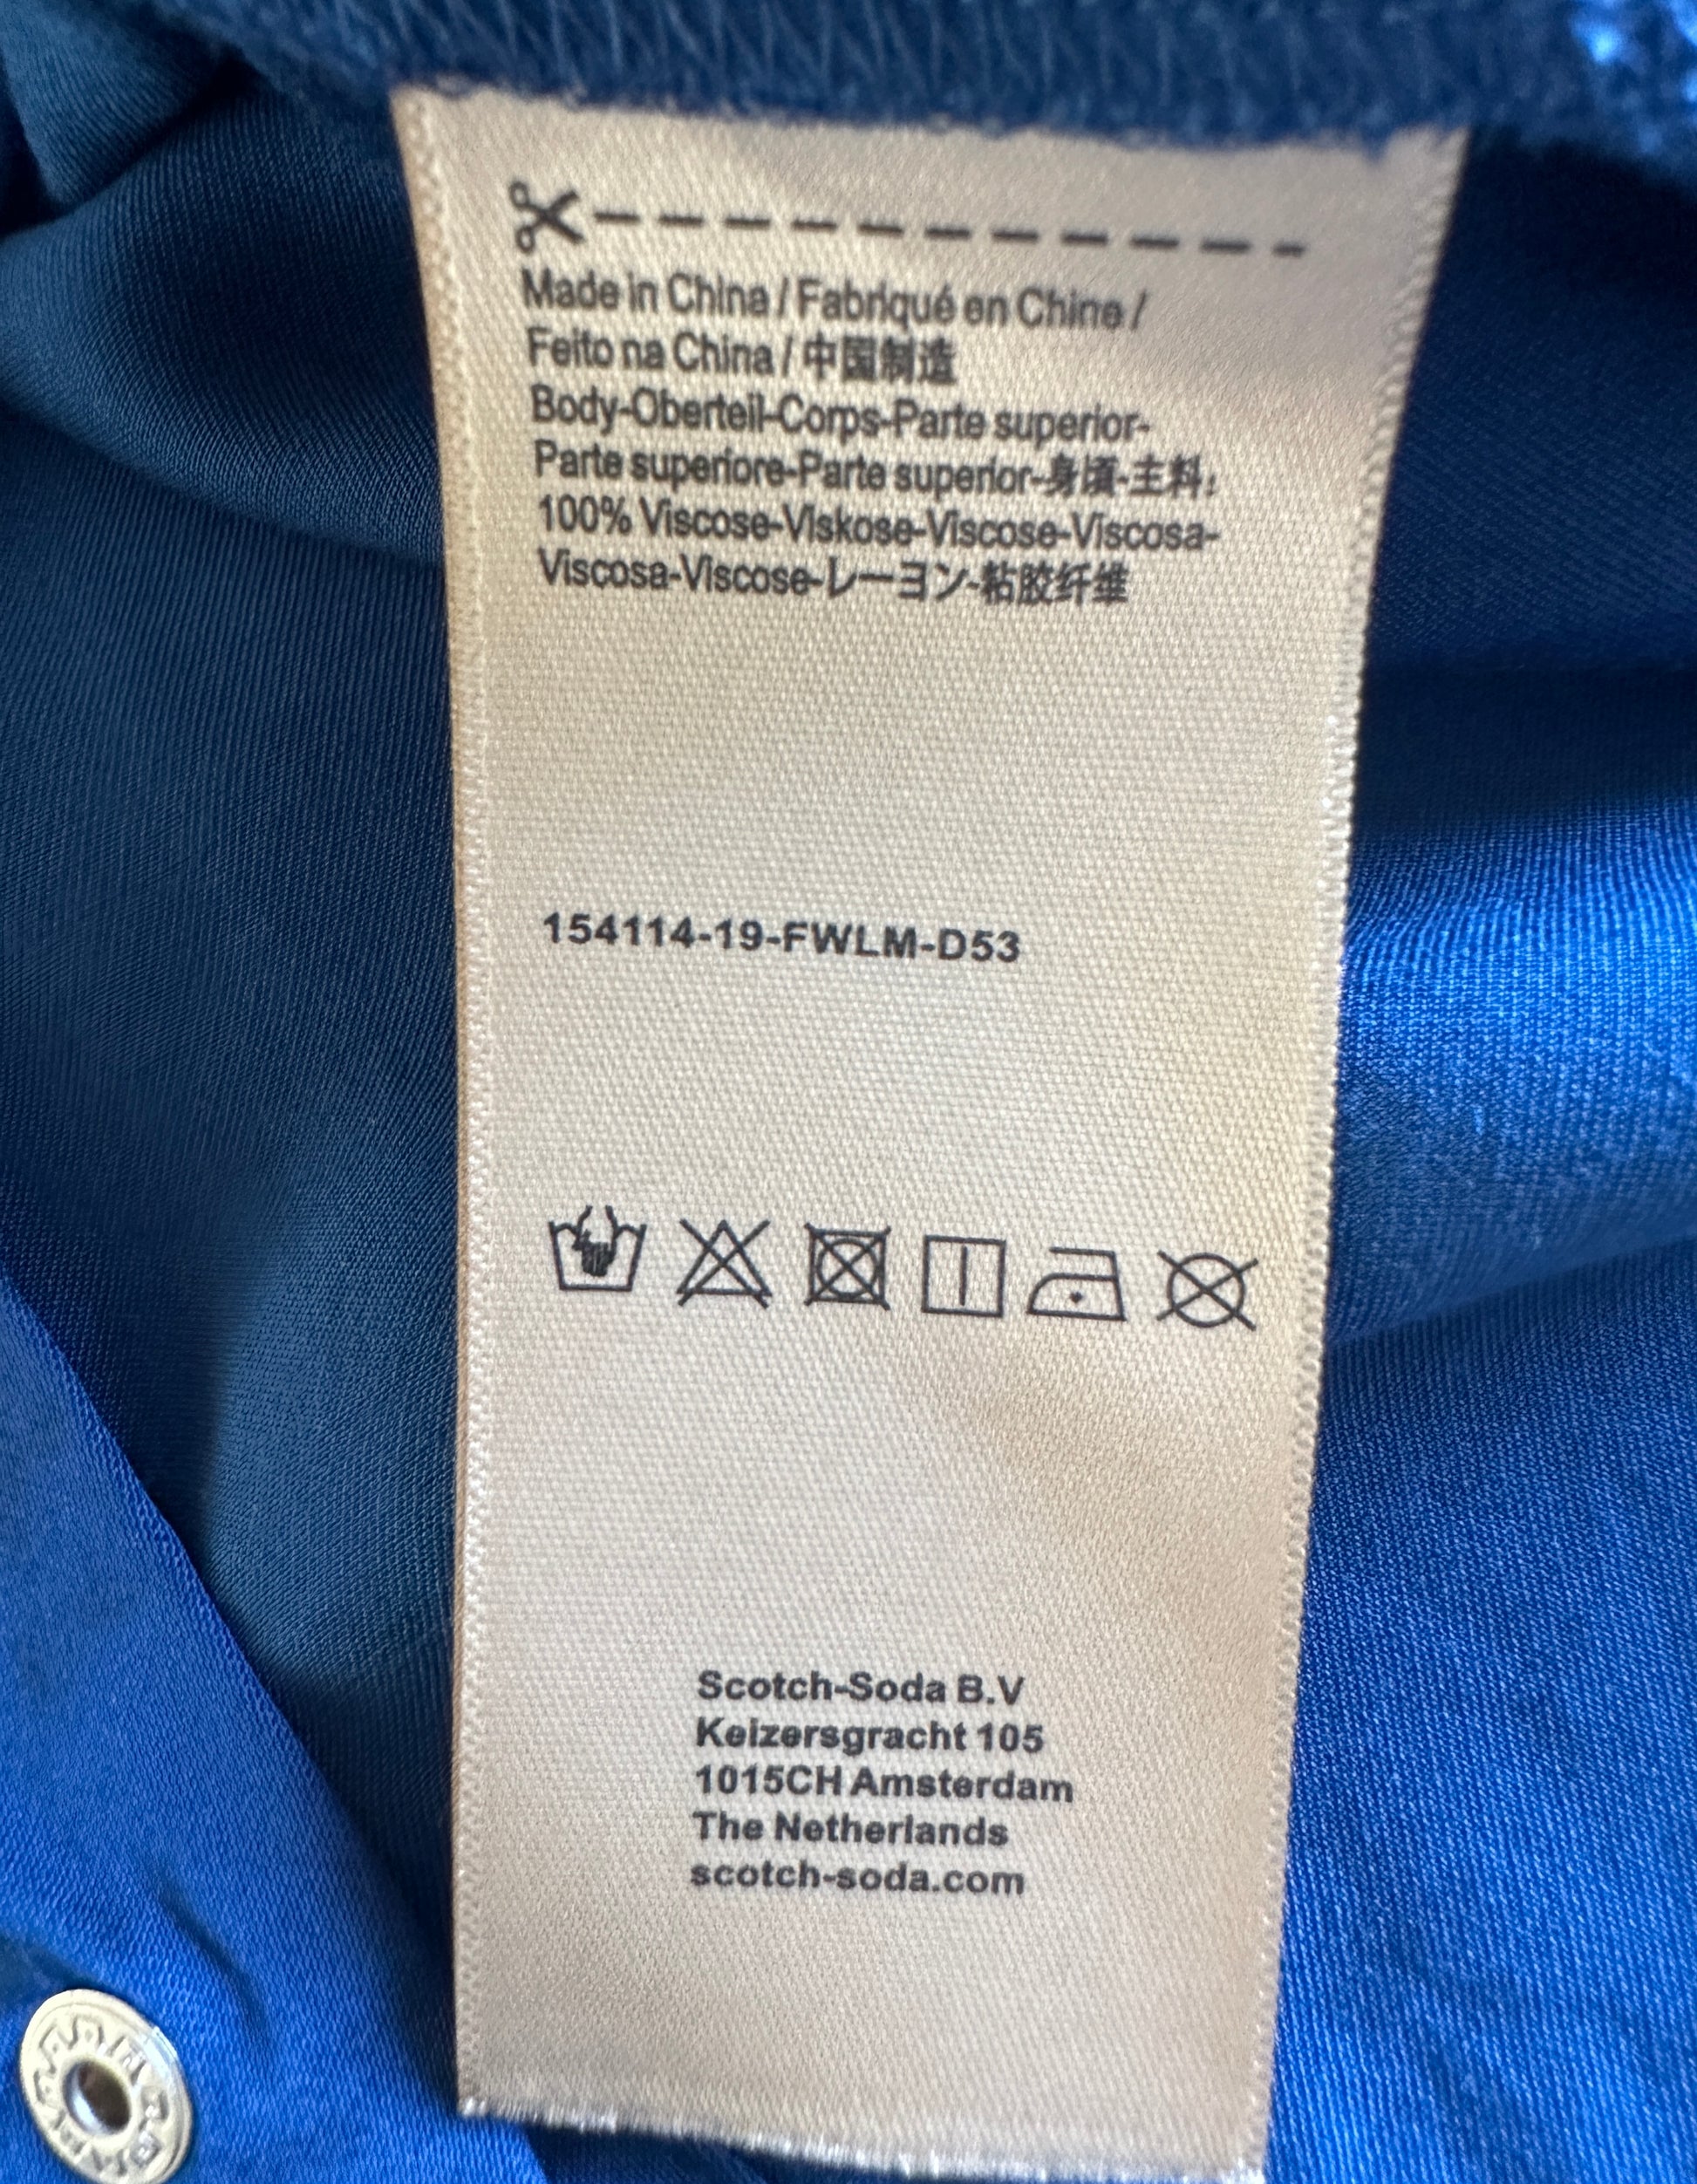 Made in China / Fabriqué en Chine /
Feito na China / 中国制造
Body-Oberteil-Corps-Parte superior-
Parte superiore-Parte superior-身頃-主料:
100% Viscose-Viskose-Viscose-Viscosa-
Viscosa-Viscose-レーヨン-粘胶纤维
154114-19-FWLM-D53
Scotch-Soda B.V
Keizersgracht 105
1015CH Amsterdam
The Netherlands
scotch-soda.com